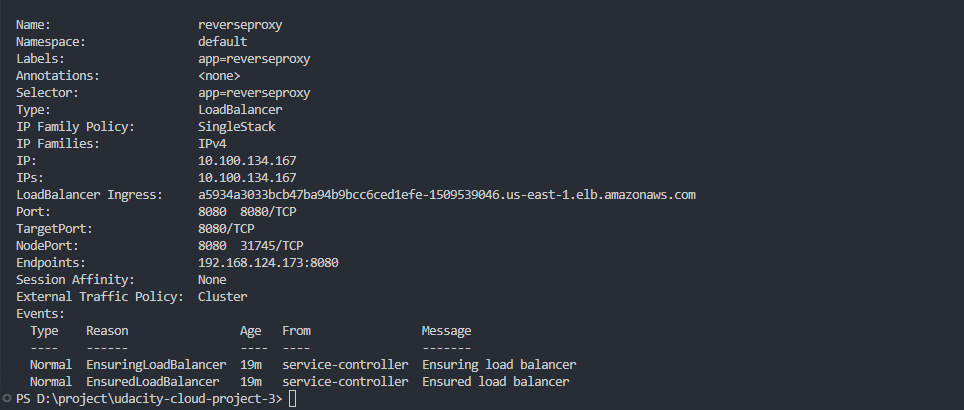 Name: reverseproxy
Namespace: default
Labels: app=reverseproxy
Annotations: <none>
Selector: app=reverseproxy
Type: LoadBalancer
IP Family Policy: SingleStack
IP Families: IPv4
IP: 10.100.134.167
IPs: 10.100.134.167
LoadBalancer Ingress: a5934a3033bcb47ba94b9bcc6ced1efe-1509539046.us-east-1.elb.amazonaws.com
Port: 8080 8080/TCP
TargetPort: 8080/TCP
NodePort: 8080 31745/TCP
Endpoints: 192.168.124.173:8080
Session Affinity: None
External Traffic Policy: Cluster
Events:
Type Reason Age From Message
---- ------ ---- ---- -------
Normal EnsuringLoadBalancer 19m service-controller Ensuring load balancer
Normal EnsuredLoadBalancer 19m service-controller Ensured load balancer
PS D:\project\udacity-cloud-project-3>